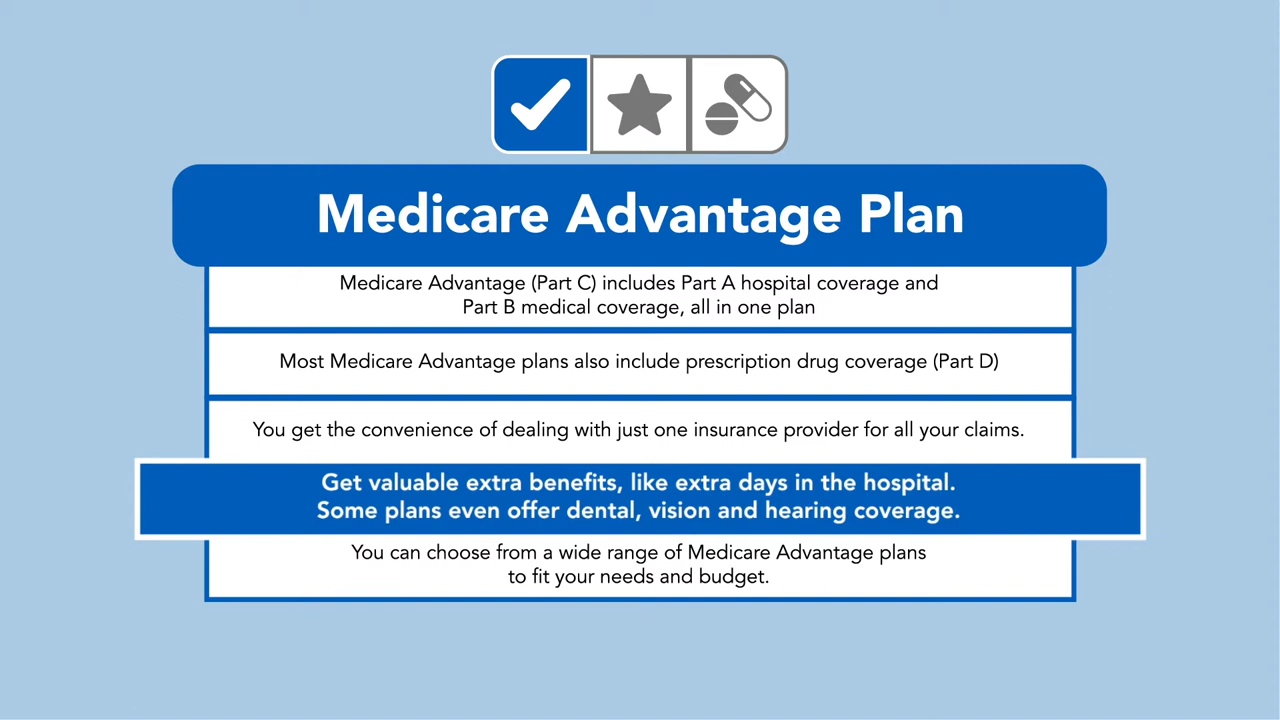 Medicare Advantage Plan
Medicare Advantage (Part C) includes Part A hospital coverage and
Part B medical coverage, all in one plan
Most Medicare Advantage plans also include prescription drug coverage (Part D)
You get the convenience of dealing with just one insurance provider for all your claims.
Get valuable extra benefits, like extra days in the hospital.
Some plans even offer dental, vision and hearing coverage.
You can choose from a wide range of Medicare Advantage plans
to fit your needs and budget.